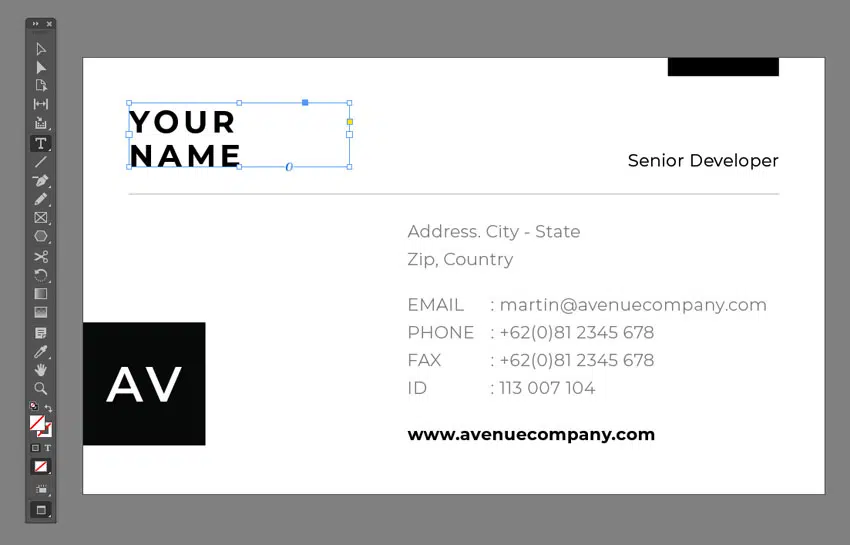 YOUR
NAME
Senior Developer
Address. City - State
Zip, Country
EMAIL : martin@avenuecompany.com
PHONE : +62(0)81 2345 678
FAX : +62(0)81 2345 678
ID : 113 007 104
AV
www.avenuecompany.com